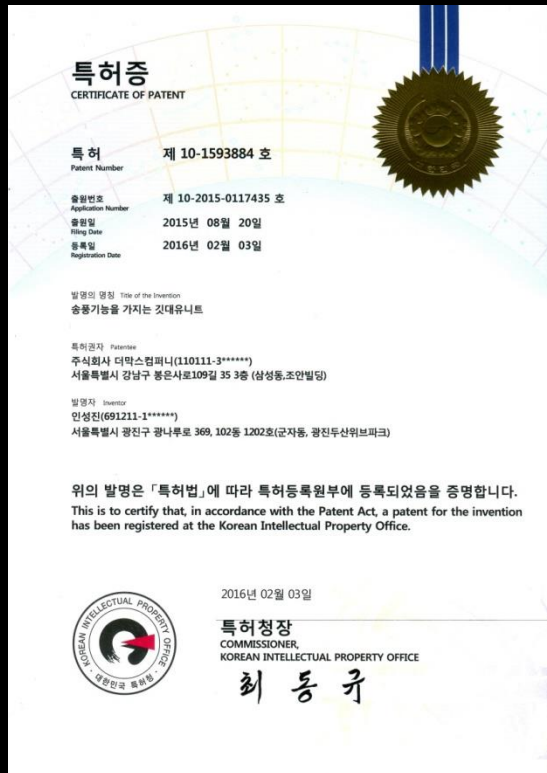 특허증
CERTIFICATE OF PATENT
특허 제 10-1593884 호
Patent Number
출원번호 제 10-2015-0117435 호
Application Number
출원일 2015년 08월 20일
Filing Date
등록일 2016년 02월 03일
Registration Date
발명의 명칭 Title of the Invention
송풍기능을 가지는 깃대유니트
특허권자 Patentee
주식회사 더막스컴퍼니(110111-3******)
서울특별시 강남구 봉은사로109길 35 3층 (삼성동,조안빌딩)
발명자 Inventor
인성진(691211-1******)
서울특별시 광진구 광나루로 369, 102동 1202호(군자동, 광진두산위브파크)
위의 발명은 「특허법」에 따라 특허등록원부에 등록되었음을 증명합니다.
This is to certify that, in accordance with the Patent Act, a patent for the invention
has been registered at the Korean Intellectual Property Office.
2016년 02월 03일
특허청장
COMMISSIONER,
KOREAN INTELLECTUAL PROPERTY OFFICE
최동규
KOREAN INTELLECTUAL PROPERTY OFFICE
대한민국 특허청